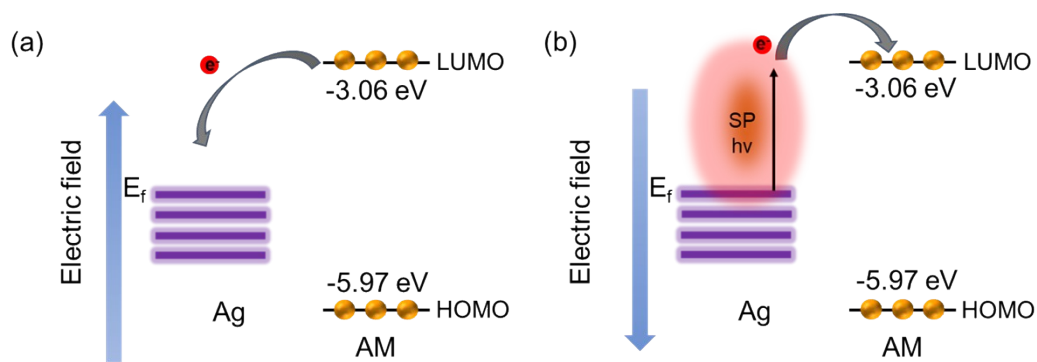 (a)
e-
LUMO
-3.06 eV
Electric field
Ef
-5.97 eV
HOMO
Ag
AM
(b)
e-
LUMO
-3.06 eV
SP
hv
Electric field
Ef
-5.97 eV
HOMO
Ag
AM